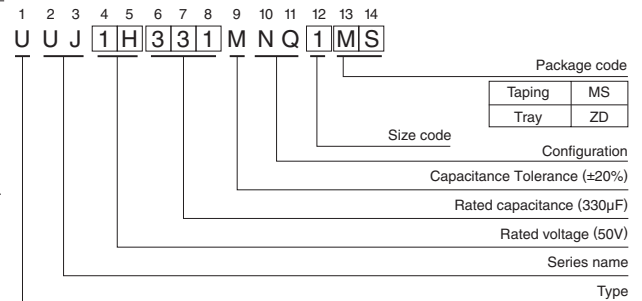 1 2 3 4 5 6 7 8 9 10 11 12 13 14
U U J 1 H 3 3 1 M N Q 1 M S
Package code
Taping MS
Tray ZD
Size code
Configuration
Capacitance Tolerance (±20%)
Rated capacitance (330µF)
Rated voltage (50V)
Series name
Type